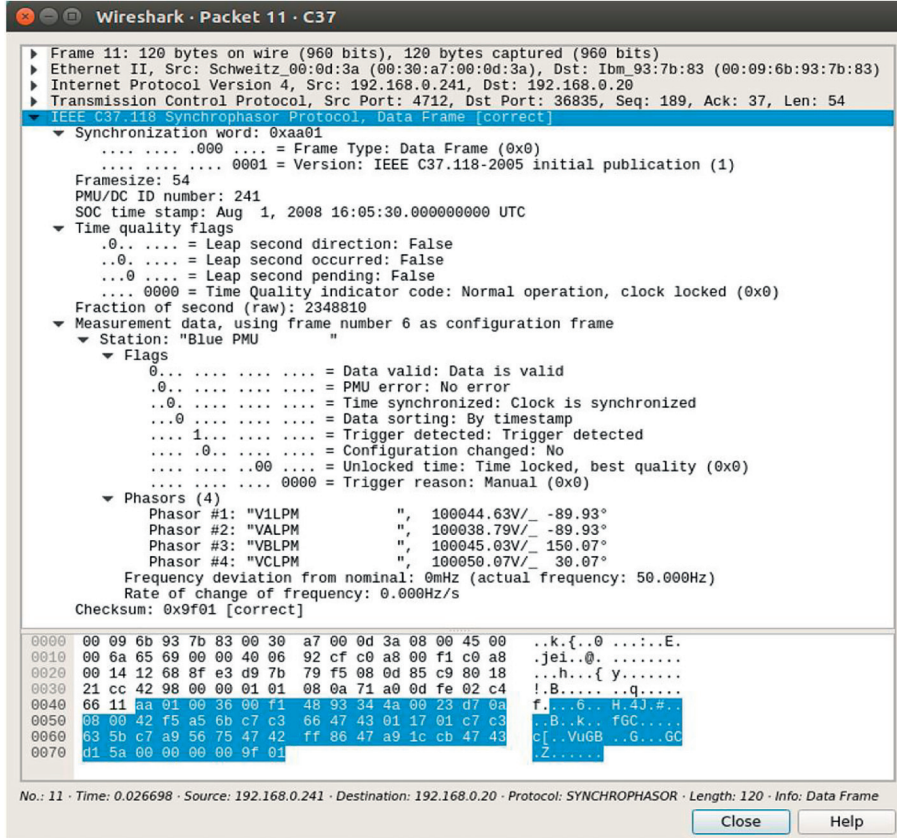 Wireshark · Packet 11 · C37
Frame 11: 120 bytes on wire (960 bits), 120 bytes captured (960 bits)
Ethernet II, Src: Schweitz_00:0d:3a (00:30:a7:00:0d:3a), Dst: Ibm_93:7b:83 (00:09:6b:93:7b:83)
Internet Protocol Version 4, Src: 192.168.0.241, Dst: 192.168.0.20
Transmission Control Protocol, Src Port: 4712, Dst Port: 36835, Seq: 189, Ack: 37, Len: 54
IEEE C37.118 Synchrophasor Protocol, Data Frame [correct]
Synchronization word: 0xaa01
.... .... .000 .... = Frame Type: Data Frame (0x0)
.... .... .... 0001 = Version: IEEE C37.118-2005 initial publication (1)
Framesize: 54
PMU/DC ID number: 241
SOC time stamp: Aug  1, 2008 16:05:30.000000000 UTC
Time quality flags
.0.. .... = Leap second direction: False
..0. .... = Leap second occurred: False
...0 .... = Leap second pending: False
.... 0000 = Time Quality indicator code: Normal operation, clock locked (0x0)
Fraction of second (raw): 2348810
Measurement data, using frame number 6 as configuration frame
Station: "Blue PMU        "
Flags
0... .... .... .... = Data valid: Data is valid
.0.. .... .... .... = PMU error: No error
..0. .... .... .... = Time synchronized: Clock is synchronized
...0 .... .... .... = Data sorting: By timestamp
.... 1... .... .... = Trigger detected: Trigger detected
.... .0.. .... .... = Configuration changed: No
.... .... ..00 .... = Unlocked time: Time locked, best quality (0x0)
.... .... .... 0000 = Trigger reason: Manual (0x0)
Phasors (4)
Phasor #1: "V1LPM           ",  100044.63V/_ -89.93°
Phasor #2: "VALPM           ",  100038.79V/_ -89.93°
Phasor #3: "VBLPM           ",  100045.03V/_ 150.07°
Phasor #4: "VCLPM           ",  100050.07V/_  30.07°
Frequency deviation from nominal: 0mHz (actual frequency: 50.000Hz)
Rate of change of frequency: 0.000Hz/s
Checksum: 0x9f01 [correct]
0000  00 09 6b 93 7b 83 00 30  a7 00 0d 3a 08 00 45 00  ..k.{..0 ...:..E.
0010  00 6a 65 69 00 00 40 06  92 cf c0 a8 00 f1 c0 a8  .jei..@. ........
0020  00 14 12 68 8f e3 d9 7b  79 f5 08 0d 85 c9 80 18  ...h...{ y.......
0030  21 cc 42 98 00 00 01 01  08 0a 71 a0 0d fe 02 c4  !.B..... ..q.....
0040  66 11 aa 01 00 36 00 f1  48 93 34 4a 00 23 d7 0a  f....6.. H.4J.#..
0050  08 00 42 f5 a5 6b c7 c3  66 47 43 01 17 01 c7 c3  ..B..k.. fGC.....
0060  63 5b c7 a9 56 75 47 42  ff 86 47 a9 1c cb 47 43  c[..VuGB ..G...GC
0070  d1 5a 00 00 00 00 9f 01  .Z......
No.: 11 · Time: 0.026698 · Source: 192.168.0.241 · Destination: 192.168.0.20 · Protocol: SYNCHROPHASOR · Length: 120 · Info: Data Frame
Close
Help